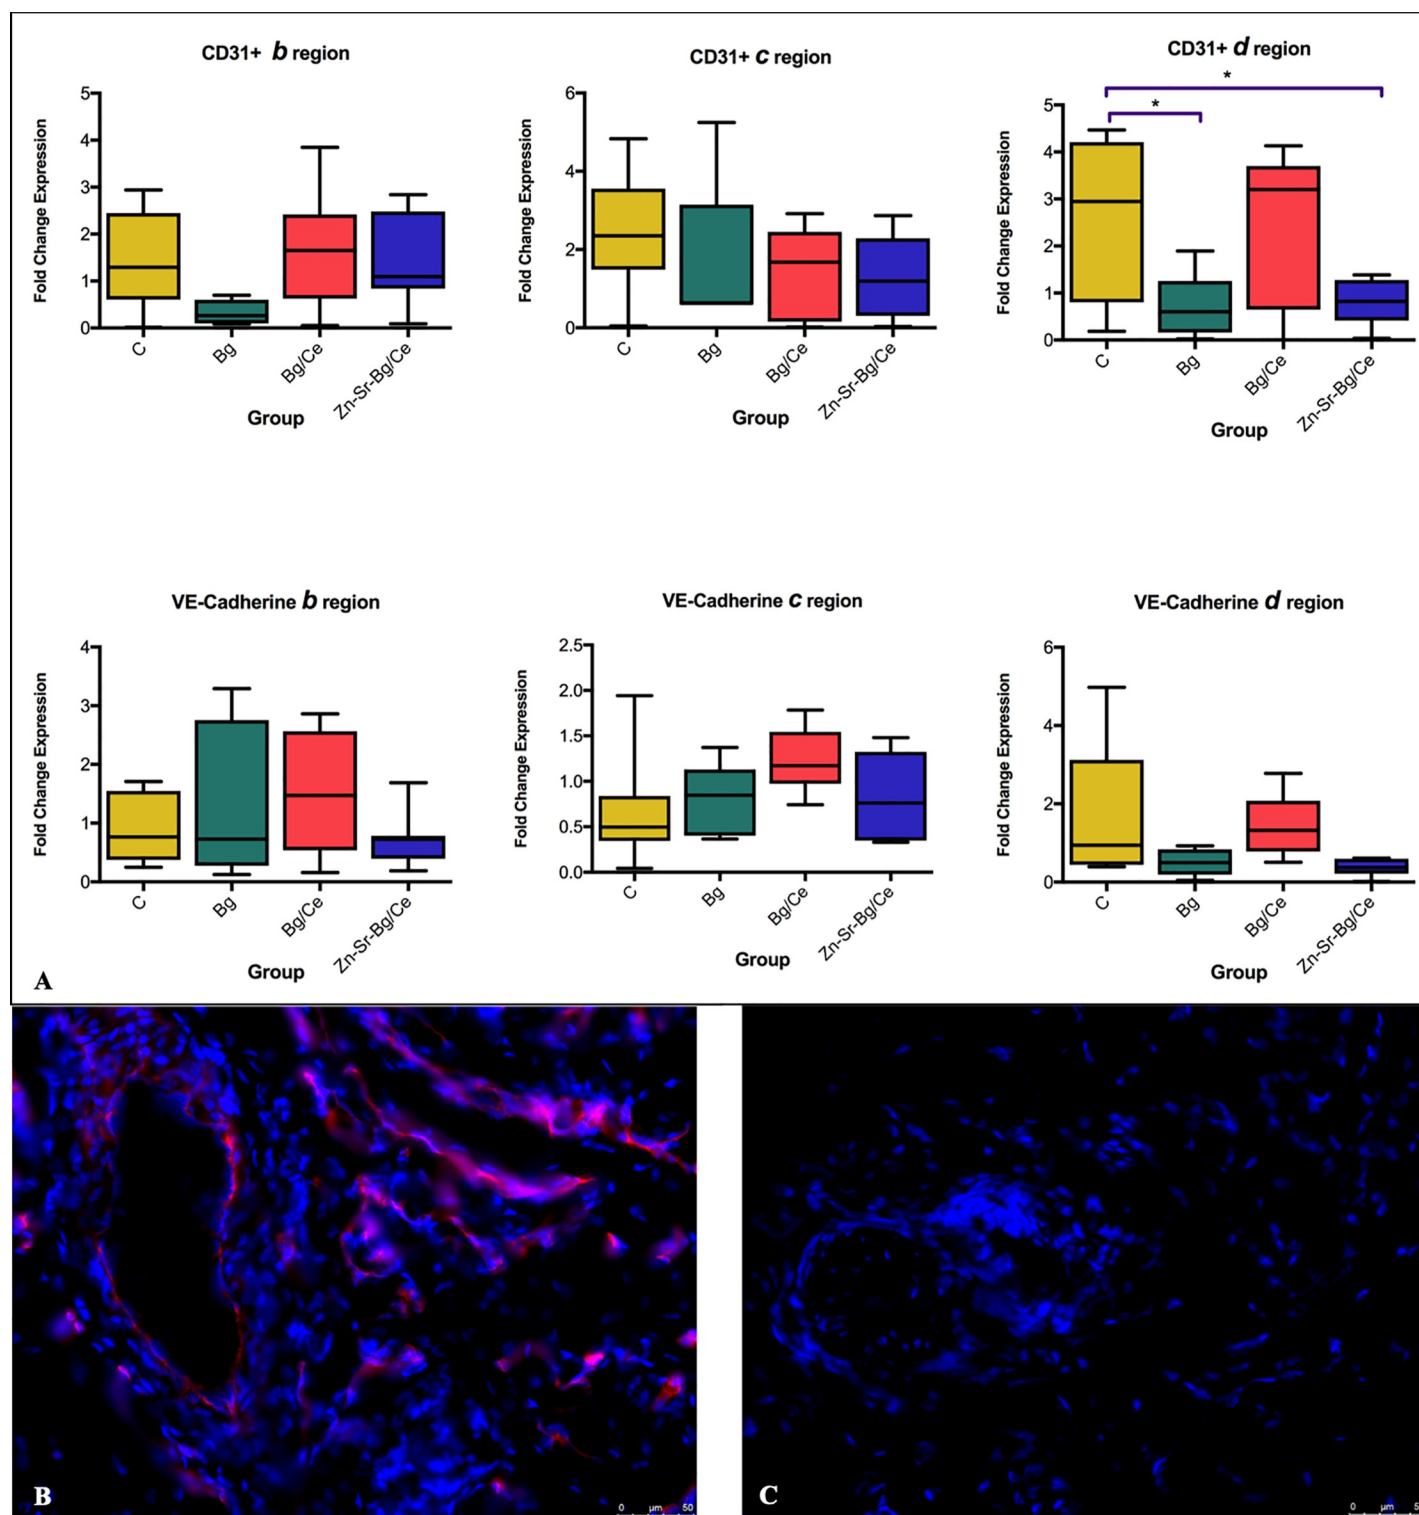 CD31+ b region
Fold Change Expression
5
4
3
2
1
0
C
Bg
Bg/Ce
Zn-Sr-Bg/Ce
Group
CD31+ c region
Fold Change Expression
6
4
2
0
C
Bg
Bg/Ce
Zn-Sr-Bg/Ce
Group
CD31+ d region
*
*
Fold Change Expression
5
4
3
2
1
0
C
Bg
Bg/Ce
Zn-Sr-Bg/Ce
Group
VE-Cadherine b region
Fold Change Expression
4
3
2
1
0
C
Bg
Bg/Ce
Zn-Sr-Bg/Ce
Group
VE-Cadherine c region
Fold Change Expression
2.5
2.0
1.5
1.0
0.5
0.0
C
Bg
Bg/Ce
Zn-Sr-Bg/Ce
Group
VE-Cadherine d region
Fold Change Expression
6
4
2
0
C
Bg
Bg/Ce
Zn-Sr-Bg/Ce
Group
A
B
0 µm 50
C
0 µm